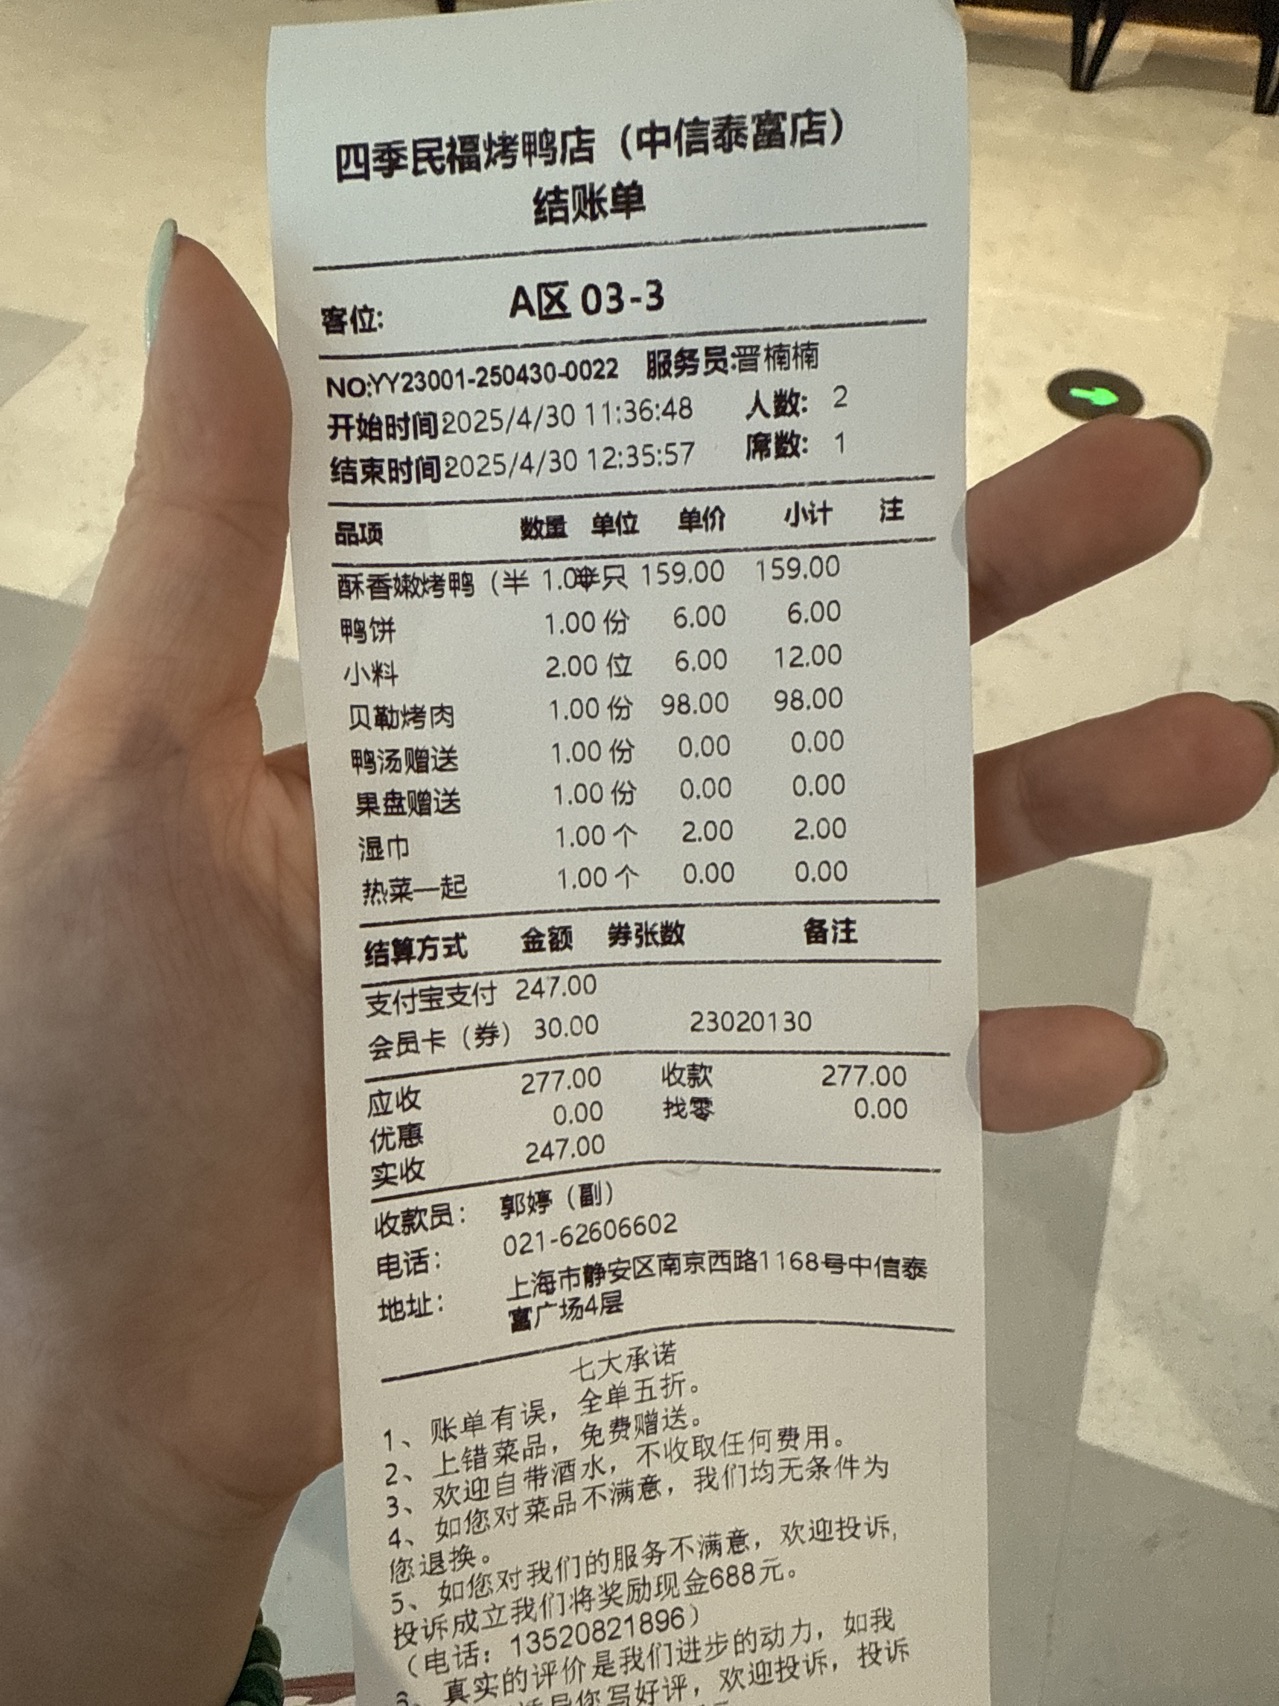 四季民福烤鸭店（中信泰富店）
结账单
客位: A区 03-3
NO:YY23001-250430-0022 服务员:晋楠楠
开始时间2025/4/30 11:36:48 人数: 2
结束时间2025/4/30 12:35:57 席数: 1
品项 数量 单位 单价 小计 注
酥香嫩烤鸭（半 1.0半只 159.00 159.00
鸭饼 1.00 份 6.00 6.00
小料 2.00 位 6.00 12.00
贝勒烤肉 1.00 份 98.00 98.00
鸭汤赠送 1.00 份 0.00 0.00
果盘赠送 1.00 份 0.00 0.00
湿巾 1.00 个 2.00 2.00
热菜一起 1.00 个 0.00 0.00
结算方式 金额 券张数 备注
支付宝支付 247.00
会员卡（券） 30.00 23020130
应收 277.00 收款 277.00
优惠 0.00 找零 0.00
实收 247.00
收款员： 郭婷（副）
电话： 021-62606602
地址： 上海市静安区南京西路1168号中信泰
富广场4层
七大承诺
1、账单有误，全单五折。
2、上错菜品，免费赠送。
3、欢迎自带酒水，不收取任何费用。
4、如您对菜品不满意，我们均无条件为
您退换。
5、如您对我们的服务不满意，欢迎投诉，
投诉成立我们将奖励现金688元。
（电话：13520821896）
真实的评价是我们进步的动力，如我
您写好评，欢迎投诉，投诉